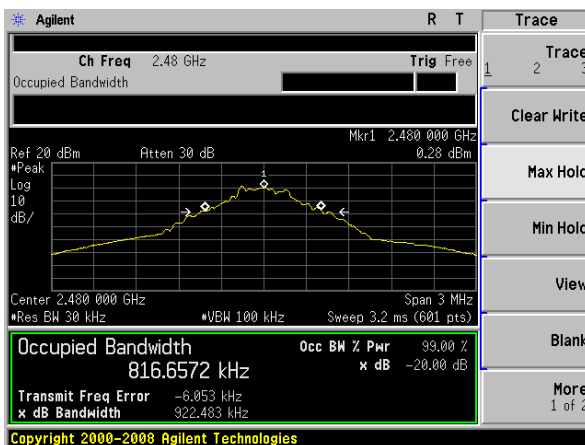 Agilent R T Trace
Ch Freq 2.48 GHz Trig Free
Occupied Bandwidth
Trace
1 2 3
Clear Write
Max Hold
Min Hold
View
Blank
More
1 of 2
Mkr1 2.480 000 GHz
Ref 20 dBm Atten 30 dB 0.28 dBm
#Peak
Log
10
dB/
1
Center 2.480 000 GHz Span 3 MHz
#Res BW 30 kHz #VBW 100 kHz Sweep 3.2 ms (601 pts)
Occupied Bandwidth Occ BW % Pwr 99.00 %
816.6572 kHz x dB -20.00 dB
Transmit Freq Error -6.053 kHz
x dB Bandwidth 922.483 kHz
Copyright 2000-2008 Agilent Technologies